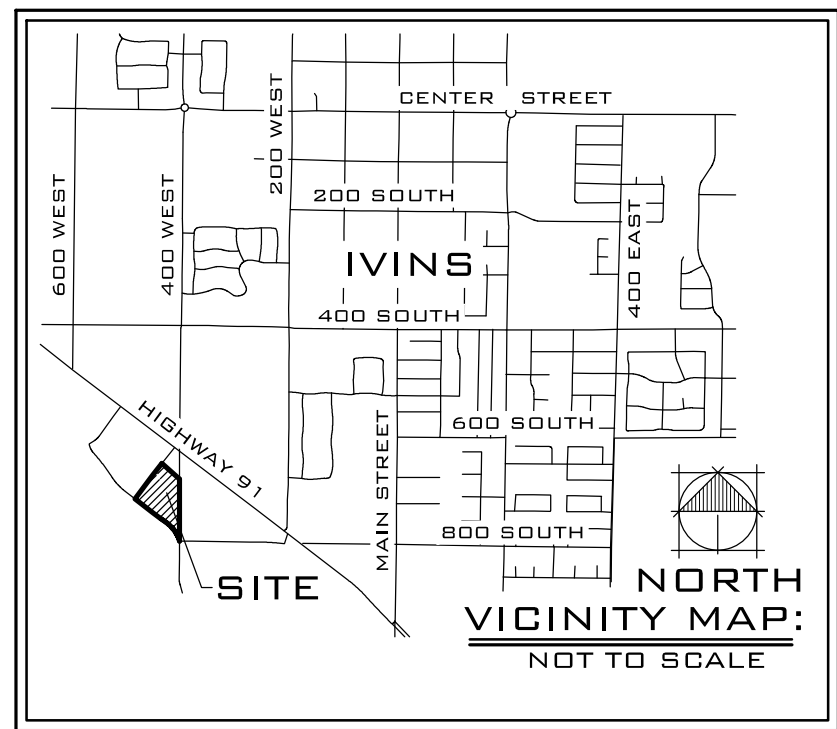 CENTER STREET
200 WEST
600 WEST
400 WEST
200 SOUTH
IVINS
400 EAST
400 SOUTH
HIGHWAY 91
MAIN STREET
600 SOUTH
800 SOUTH
SITE
NORTH
VICINITY MAP:
NOT TO SCALE